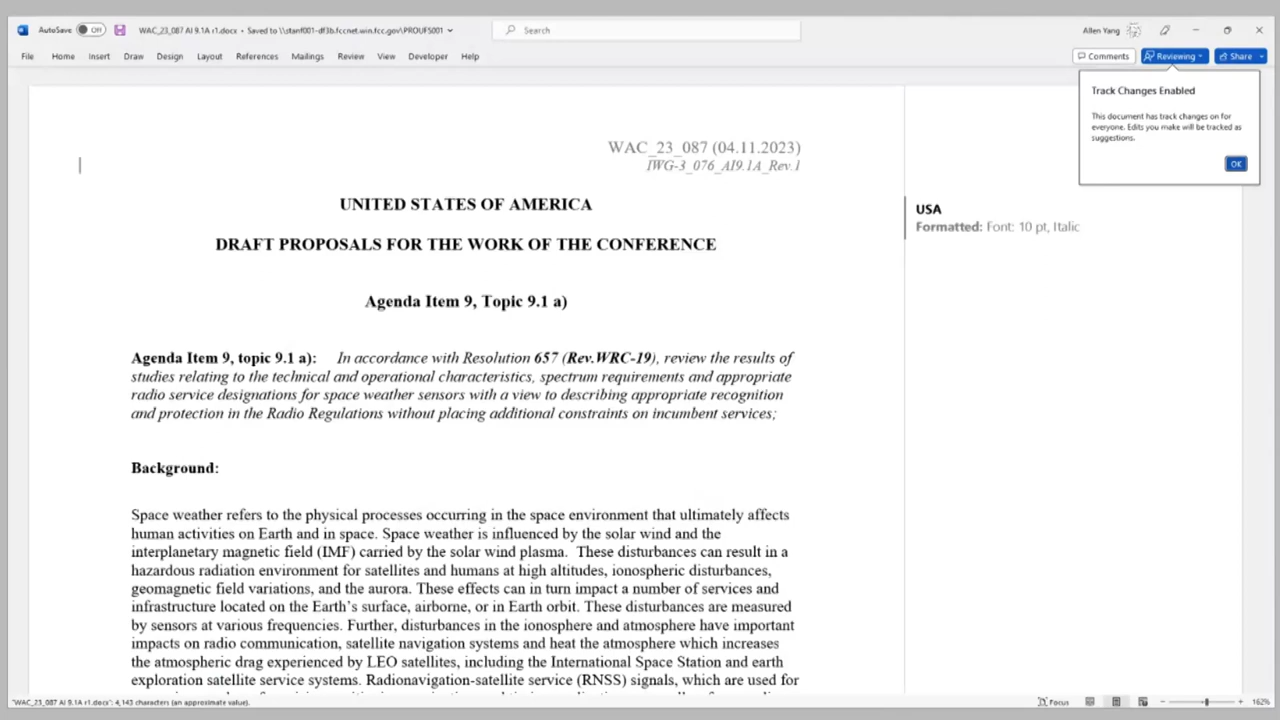 AutoSave Off WAC_23_087 AI 9.1A r1.docx • Saved to \\stanf001-df3b.fccnet.win.fcc.gov\PROUFS001 Search Allen Yang
File Home Insert Draw Design Layout References Mailings Review View Developer Help Comments Reviewing Share
Track Changes Enabled
This document has track changes on for
everyone. Edits you make will be tracked as
suggestions.
OK
WAC_23_087 (04.11.2023)
IWG-3_076_AI9.1A_Rev.1
UNITED STATES OF AMERICA
USA
Formatted: Font: 10 pt, Italic
DRAFT PROPOSALS FOR THE WORK OF THE CONFERENCE
Agenda Item 9, Topic 9.1 a)
Agenda Item 9, topic 9.1 a): In accordance with Resolution 657 (Rev.WRC-19), review the results of
studies relating to the technical and operational characteristics, spectrum requirements and appropriate
radio service designations for space weather sensors with a view to describing appropriate recognition
and protection in the Radio Regulations without placing additional constraints on incumbent services;
Background:
Space weather refers to the physical processes occurring in the space environment that ultimately affects
human activities on Earth and in space. Space weather is influenced by the solar wind and the
interplanetary magnetic field (IMF) carried by the solar wind plasma. These disturbances can result in a
hazardous radiation environment for satellites and humans at high altitudes, ionospheric disturbances,
geomagnetic field variations, and the aurora. These effects can in turn impact a number of services and
infrastructure located on the Earth's surface, airborne, or in Earth orbit. These disturbances are measured
by sensors at various frequencies. Further, disturbances in the ionosphere and atmosphere have important
impacts on radio communication, satellite navigation systems and heat the atmosphere which increases
the atmospheric drag experienced by LEO satellites, including the International Space Station and earth
exploration satellite service systems. Radionavigation-satellite service (RNSS) signals, which are used for
"WAC_23_087 AI 9.1A r1.docx": 4,143 characters (an approximate value). Focus 162%